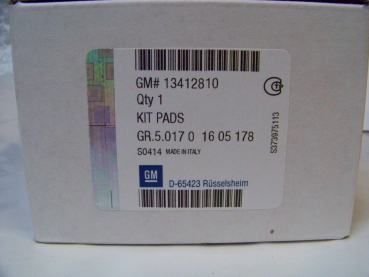 GM# 13412810
Qty 1
KIT PADS
GR.5.017 0 16 05 178
S0414 MADE IN ITALY
GM
D-65423 Rüsselsheim
S373975113